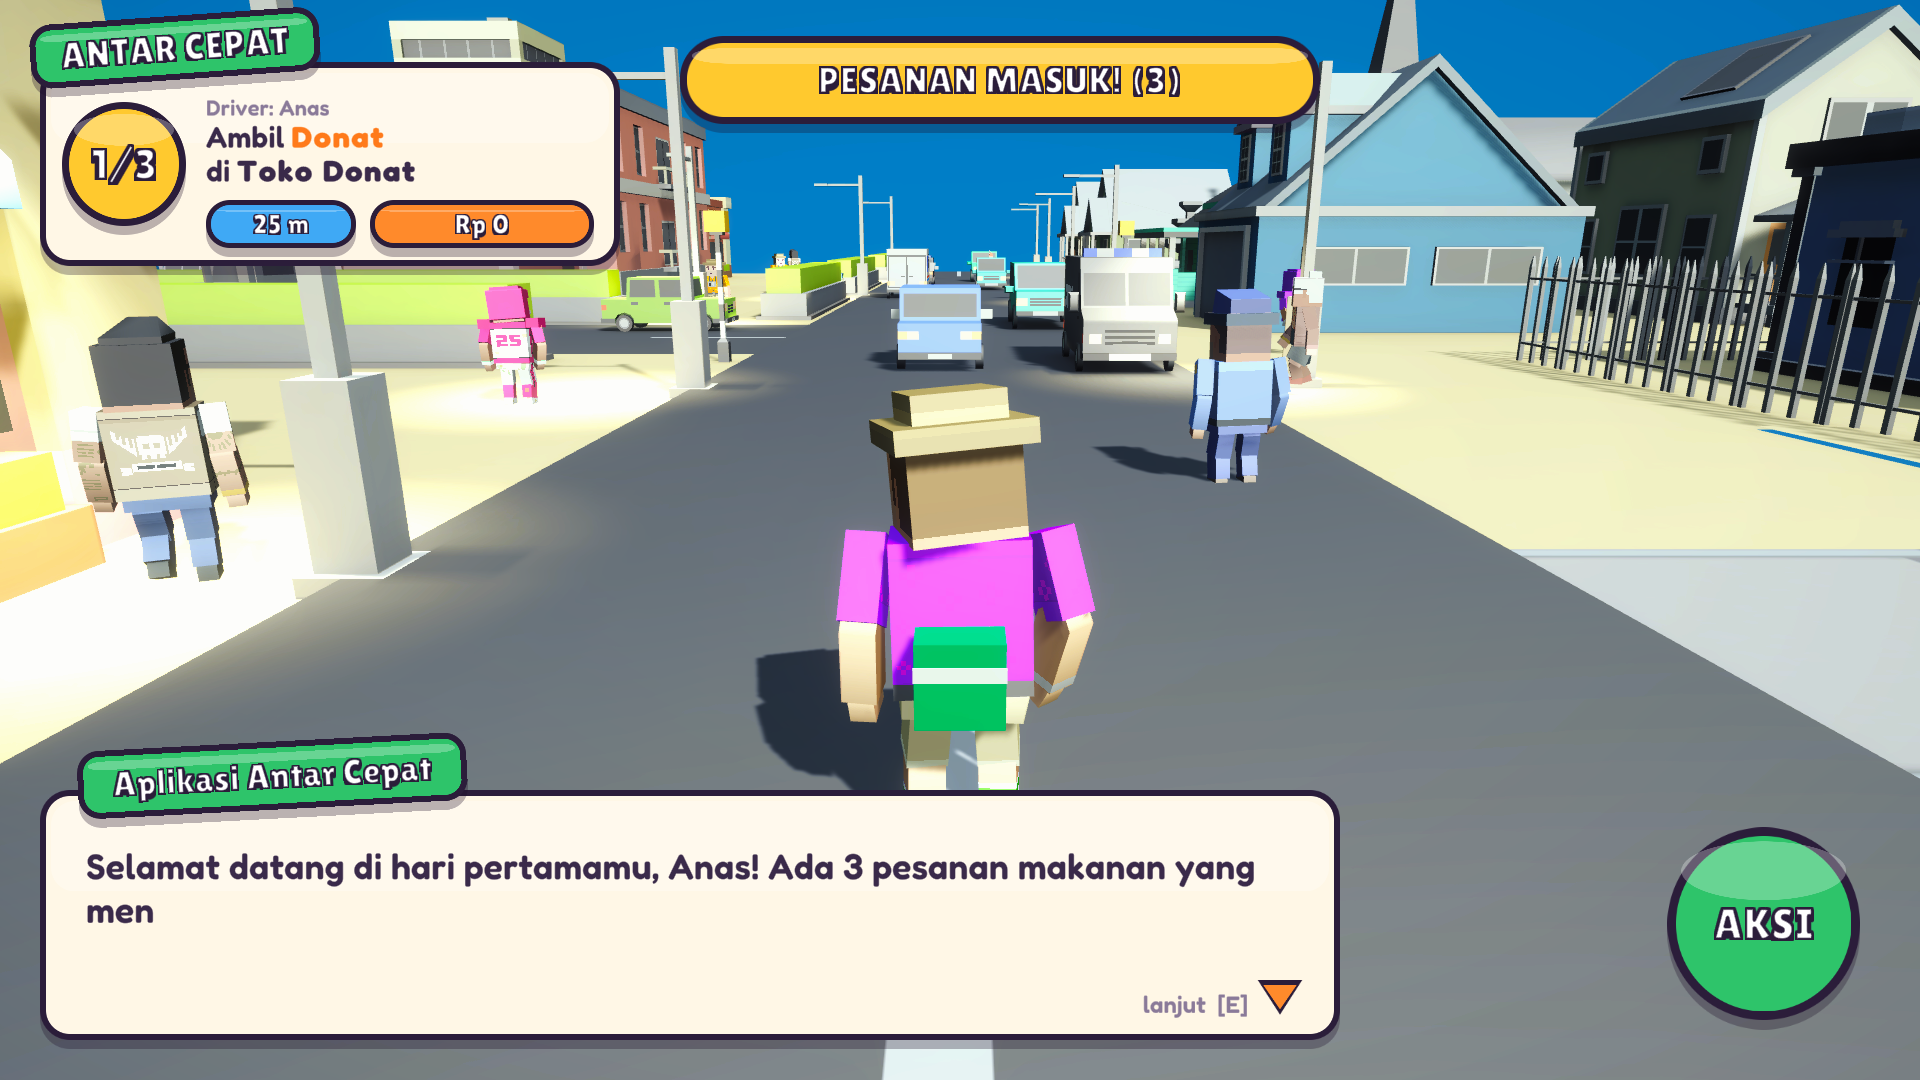 ANTAR CEPAT
PESANAN MASUK! (3)
Driver: Anas
1/3
Ambil Donat
di Toko Donat
25 m
Rp 0
25
Aplikasi Antar Cepat
Selamat datang di hari pertamamu, Anas! Ada 3 pesanan makanan yang
men
lanjut [E]
AKSI